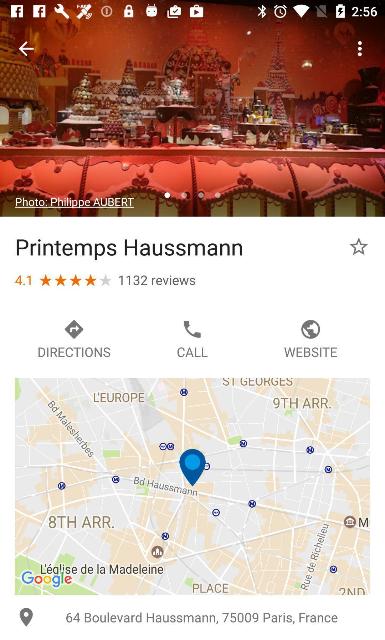 2:56
Photo: Philippe AUBERT
Printemps Haussmann
4.1 1132 reviews
DIRECTIONS CALL WEBSITE
ST GEORGES
L'EUROPE
9TH ARR.
Bd Malesherbes
Bd Haussmann
8TH ARR.
M
Rue de Richelieu
L'église de la Madeleine
Google
PLACE
2ND
64 Boulevard Haussmann, 75009 Paris, France